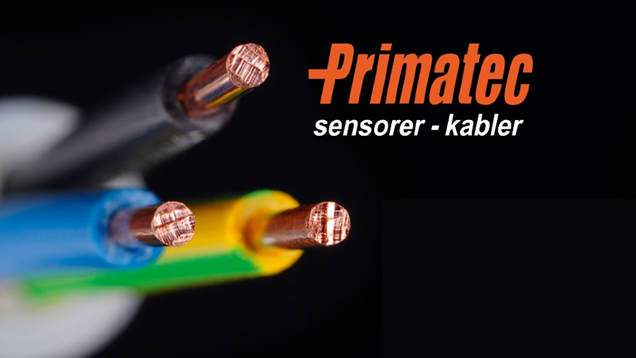 Primatec
sensorer - kabler